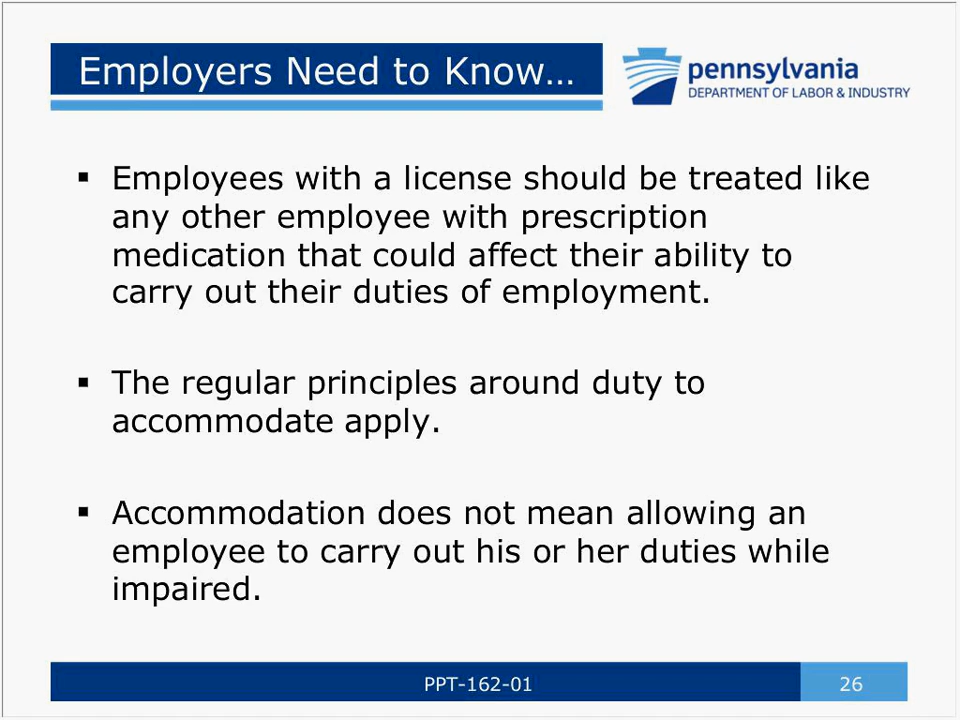 Employers Need to Know…
pennsylvania
DEPARTMENT OF LABOR & INDUSTRY
▪ Employees with a license should be treated like
any other employee with prescription
medication that could affect their ability to
carry out their duties of employment.
▪ The regular principles around duty to
accommodate apply.
▪ Accommodation does not mean allowing an
employee to carry out his or her duties while
impaired.
PPT-162-01
26